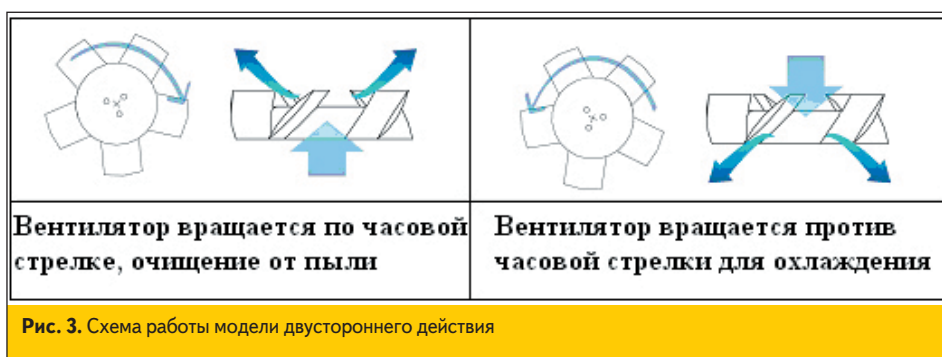 Вентилятор вращается по часовой
стрелке, очищение от пыли
Вентилятор вращается против
часовой стрелки для охлаждения
Рис. 3. Схема работы модели двустороннего действия